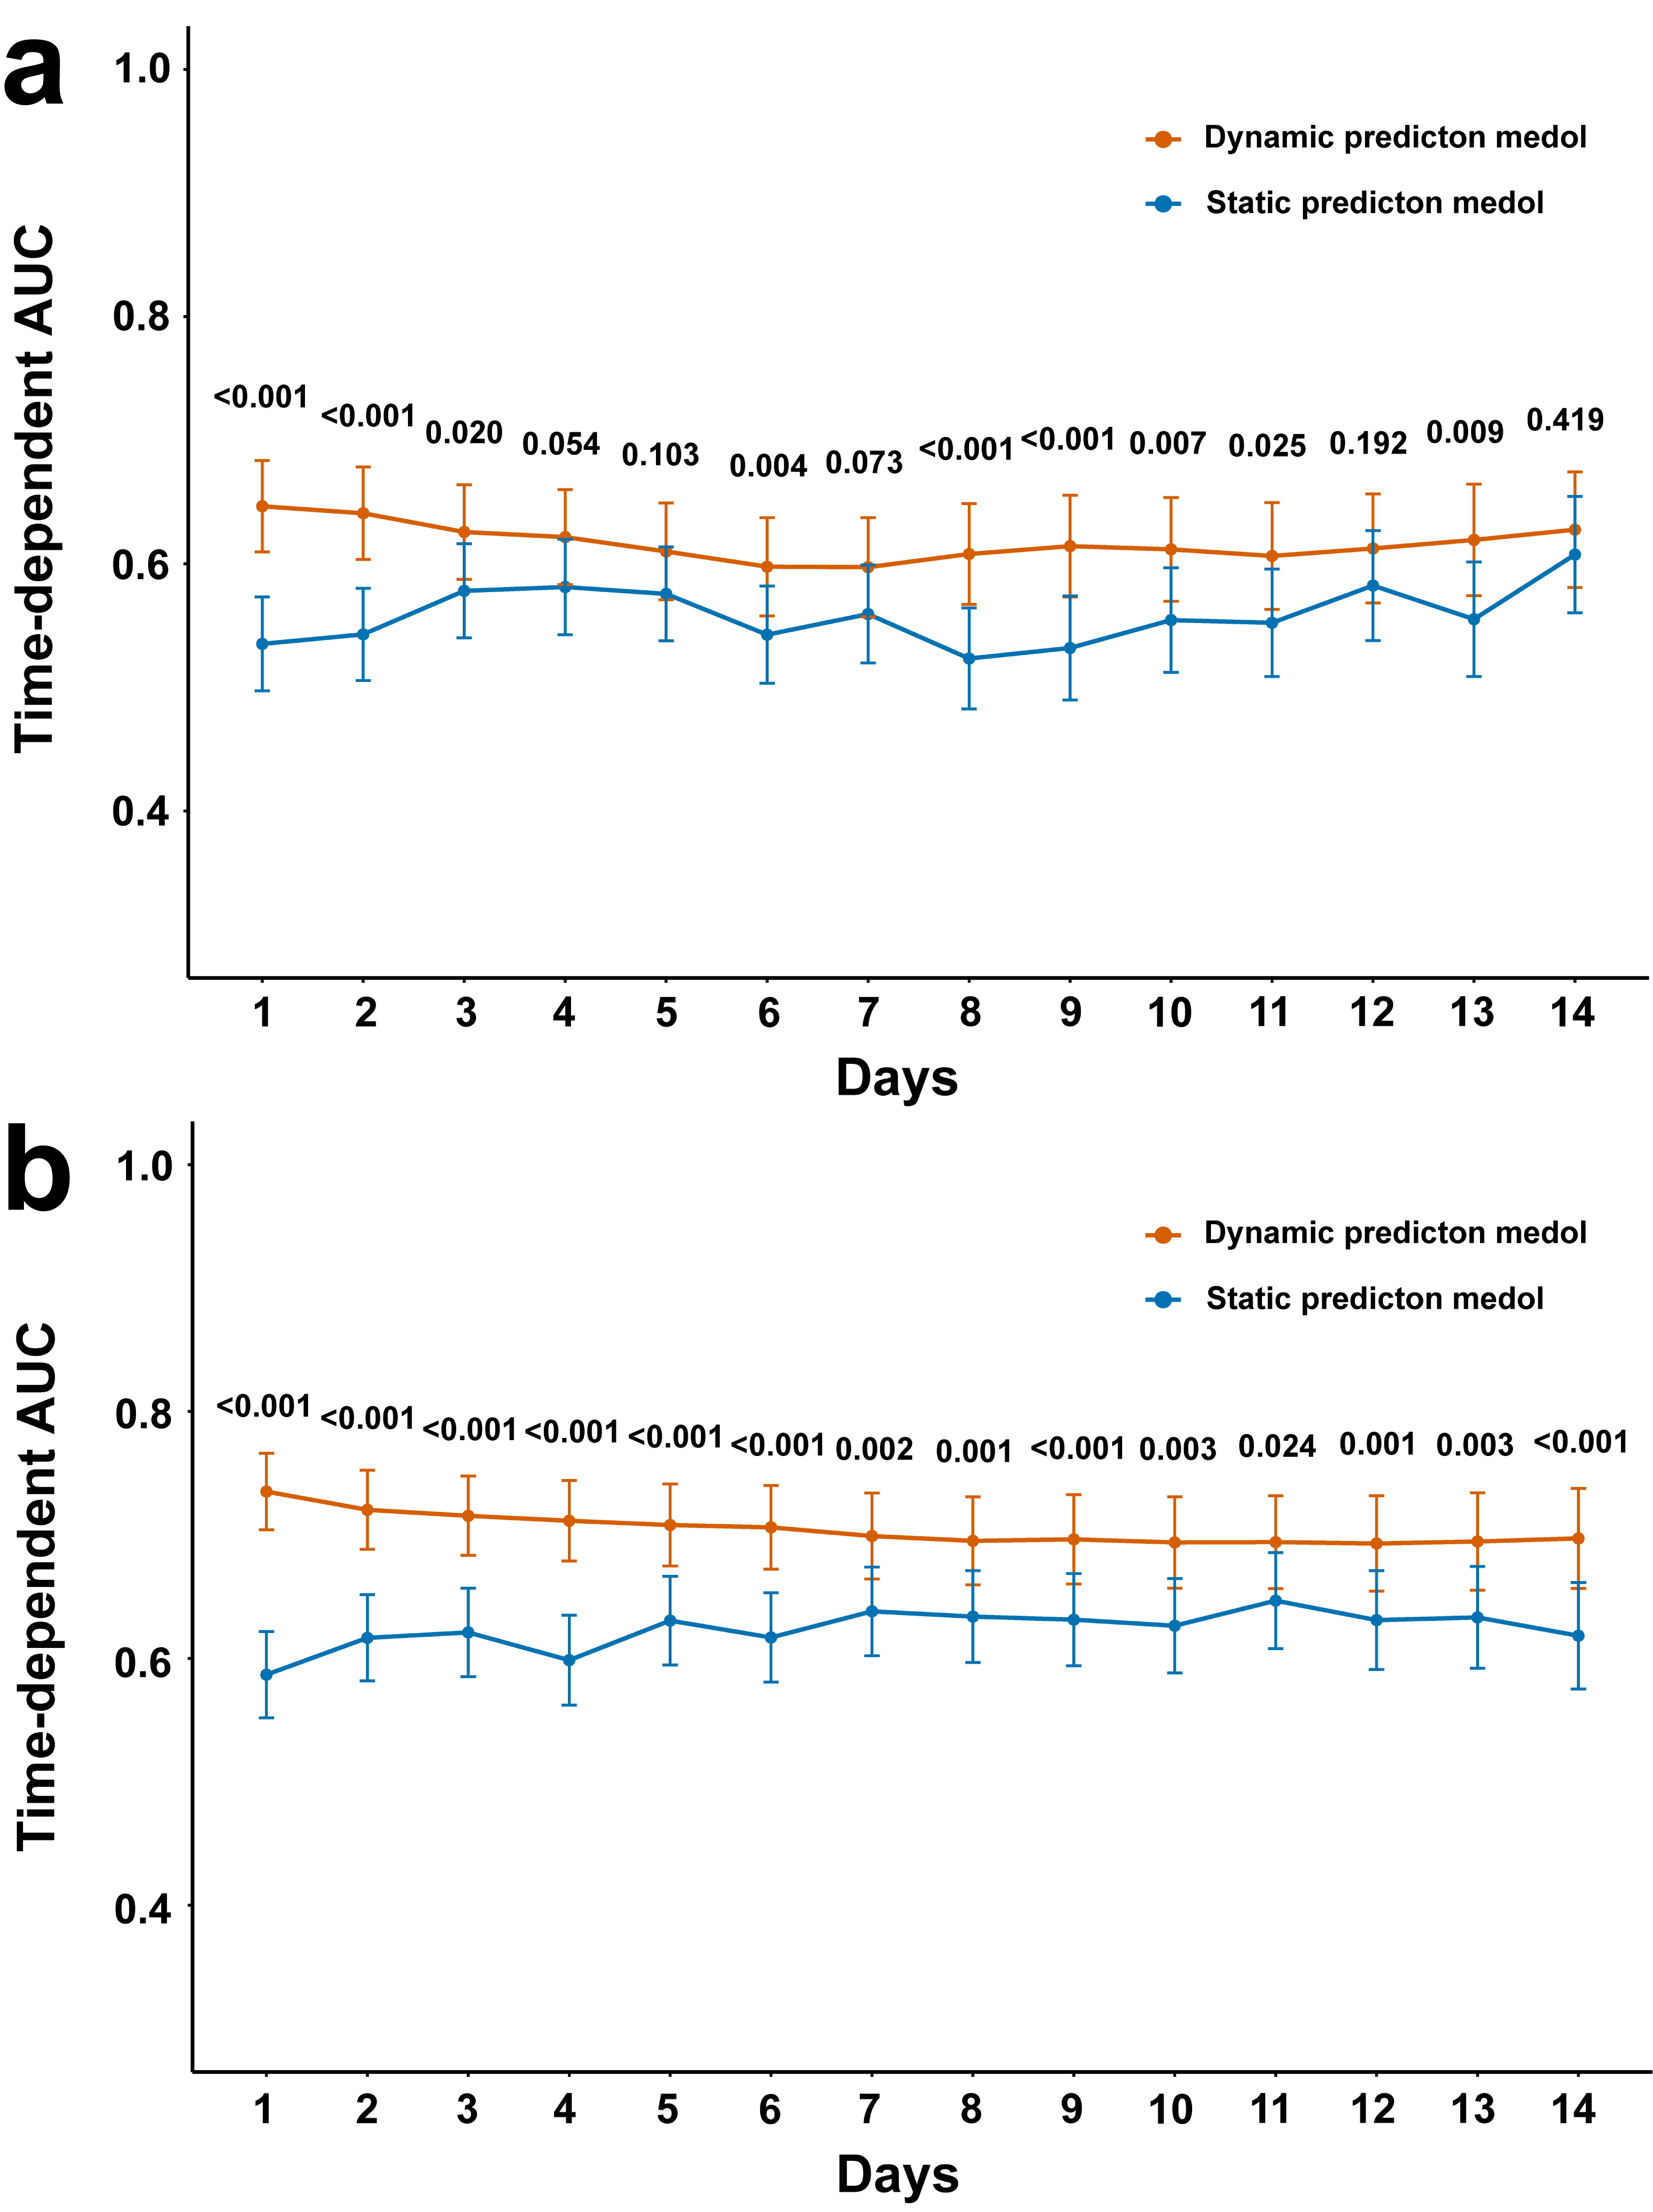 a
Time-dependent AUC
1.0
0.8
0.6
0.4
Dynamic predicton medol
Static predicton medol
<0.001 <0.001 0.020 0.054 0.103 0.004 0.073 <0.001 <0.001 0.007 0.025 0.192 0.009 0.419
1 2 3 4 5 6 7 8 9 10 11 12 13 14
Days
b
Time-dependent AUC
1.0
0.8
0.6
0.4
Dynamic predicton medol
Static predicton medol
<0.001 <0.001 <0.001 <0.001 <0.001 <0.001 0.002 0.001 <0.001 0.003 0.024 0.001 0.003 <0.001
1 2 3 4 5 6 7 8 9 10 11 12 13 14
Days